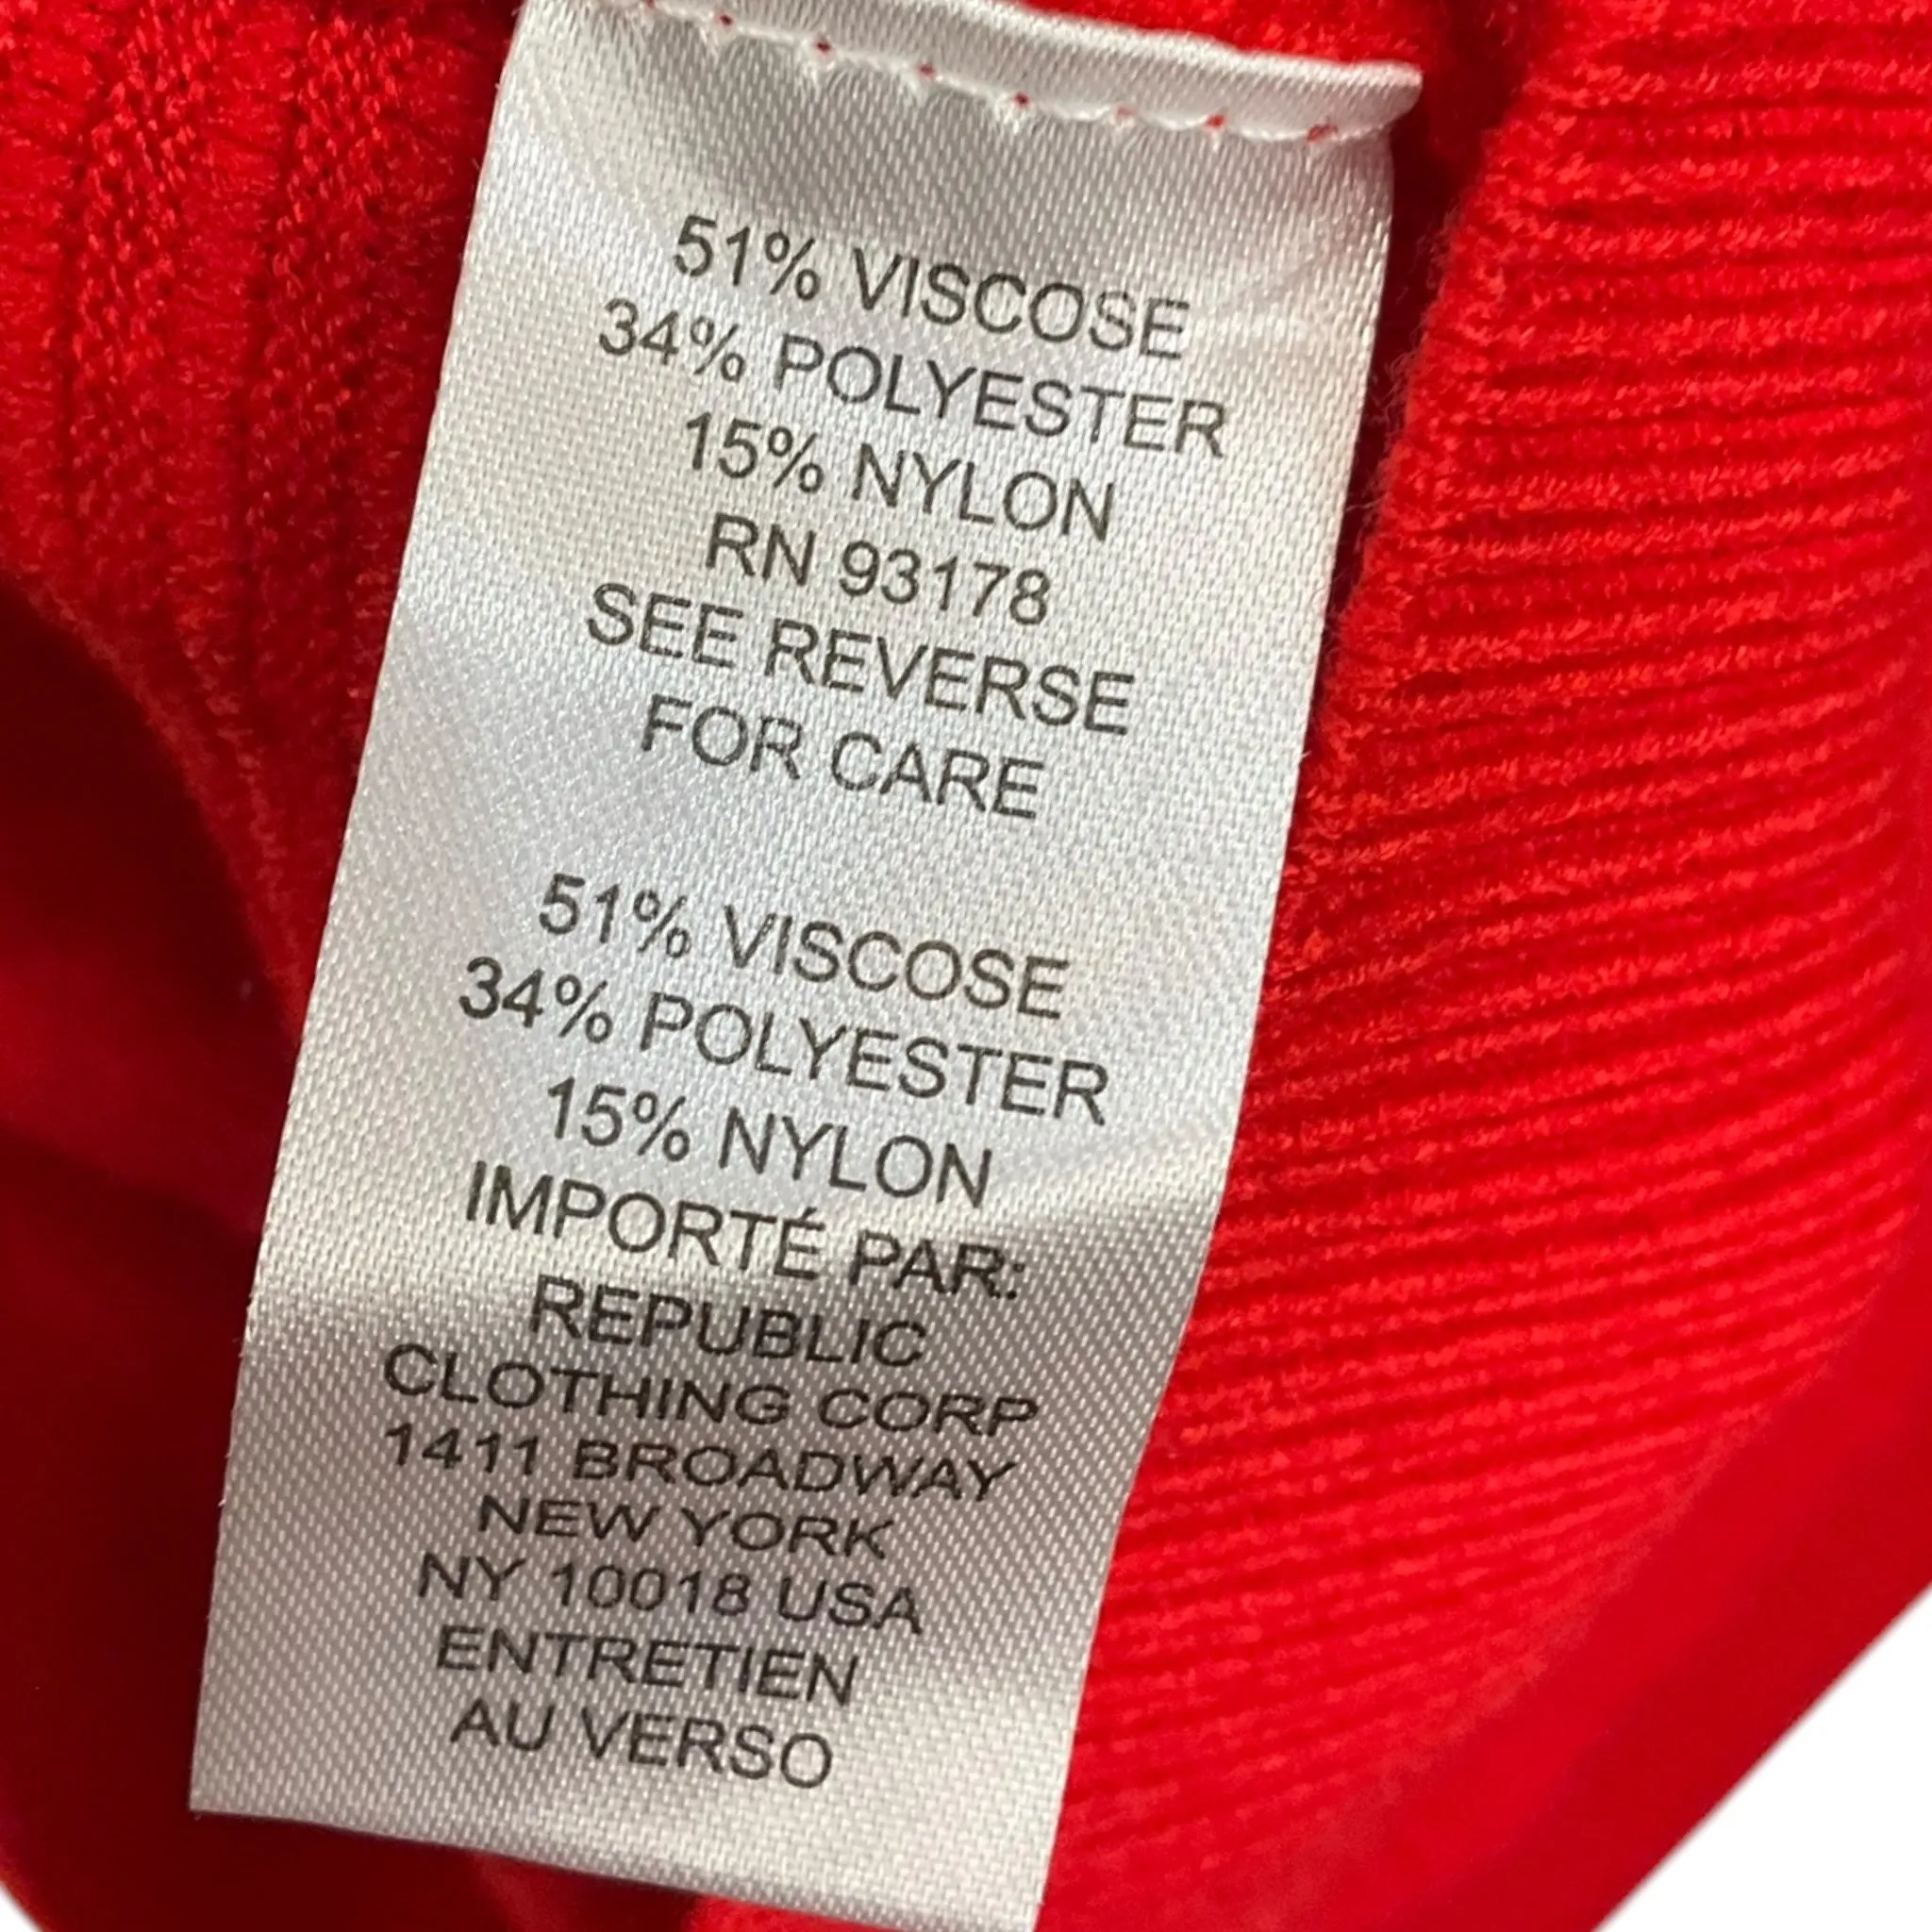 51% VISCOSE
34% POLYESTER
15% NYLON
RN 93178
SEE REVERSE
FOR CARE
51% VISCOSE
34% POLYESTER
15% NYLON
IMPORTÉ PAR:
REPUBLIC
CLOTHING CORP
1411 BROADWAY
NEW YORK
NY 10018 USA
ENTRETIEN
AU VERSO